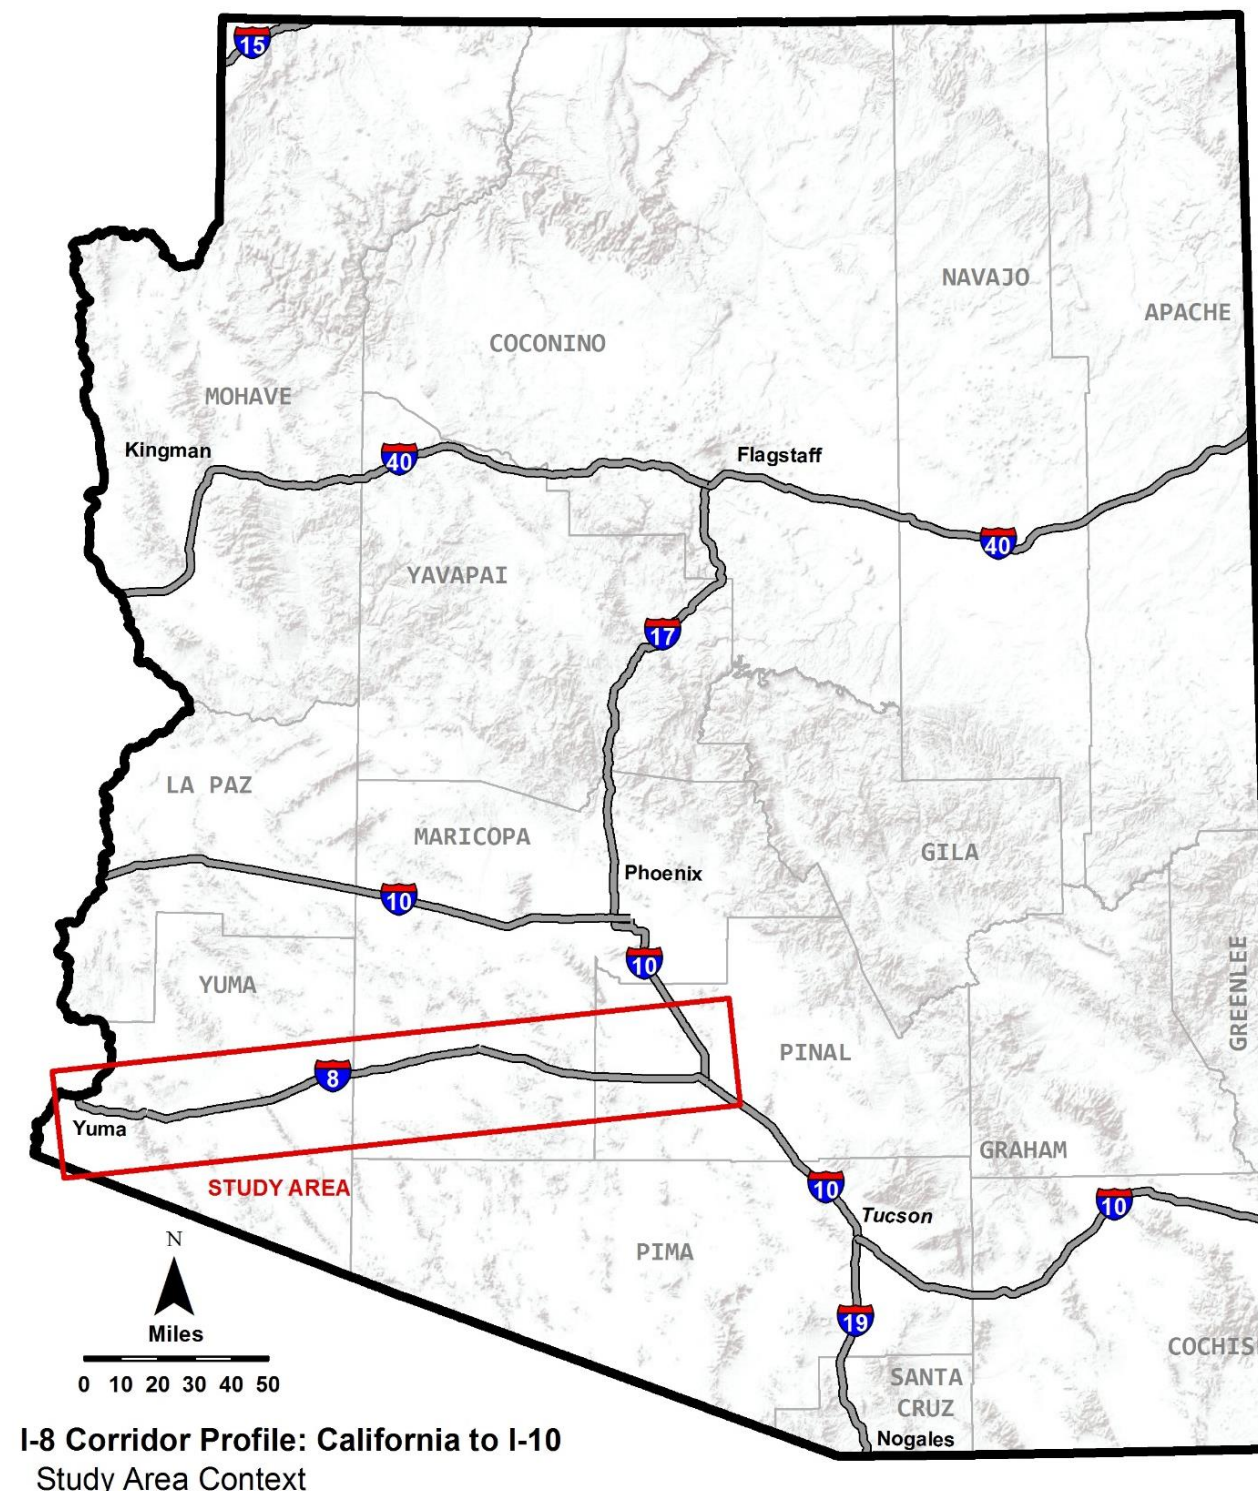 15
NAVAJO
APACHE
COCONINO
MOHAVE
Kingman
40
Flagstaff
40
YAVAPAI
17
LA PAZ
MARICOPA
GILA
Phoenix
10
10
YUMA
GREENLEE
PINAL
8
Yuma
GRAHAM
STUDY AREA
10
10
Tucson
N
PIMA
Miles
19
0 10 20 30 40 50
COCHIS
SANTA
CRUZ
Nogales
I-8 Corridor Profile: California to I-10
Study Area Context